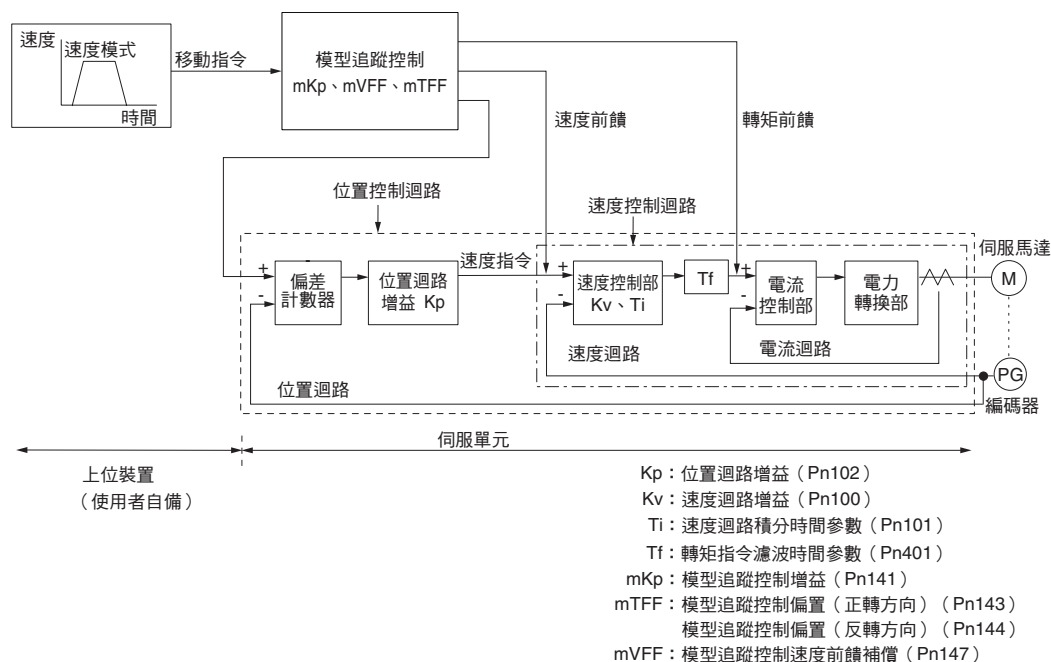 速度
速度模式
時間
移動指令
模型追蹤控制
mKp、mVFF、mTFF
速度前饋
轉矩前饋
位置控制迴路
速度控制迴路
伺服馬達
+
-
-
偏差
計數器
位置迴路
增益 Kp
速度指令
+
-
速度控制部
Kv、Ti
Tf
+
-
電流
控制部
電力
轉換部
M
速度迴路
電流迴路
位置迴路
PG
編碼器
伺服單元
上位裝置
（使用者自備）
Kp：位置迴路增益（Pn102）
Kv：速度迴路增益（Pn100）
Ti：速度迴路積分時間參數（Pn101）
Tf：轉矩指令濾波時間參數（Pn401）
mKp：模型追蹤控制增益（Pn141）
mTFF：模型追蹤控制偏置（正轉方向）（Pn143）
模型追蹤控制偏置（反轉方向）（Pn144）
mVFF：模型追蹤控制速度前饋補償（Pn147）